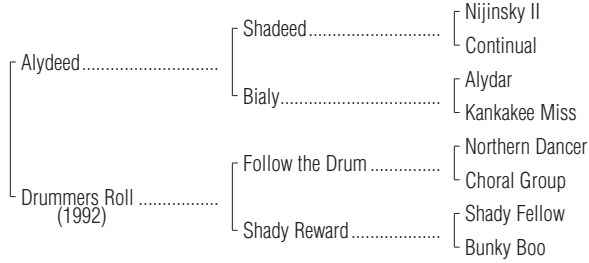 Nijinsky II
Shadeed
Continual
Alydeed
Alydar
Bialy
Kankakee Miss
Northern Dancer
Follow the Drum
Choral Group
Drummers Roll
(1992)
Shady Fellow
Shady Reward
Bunky Boo